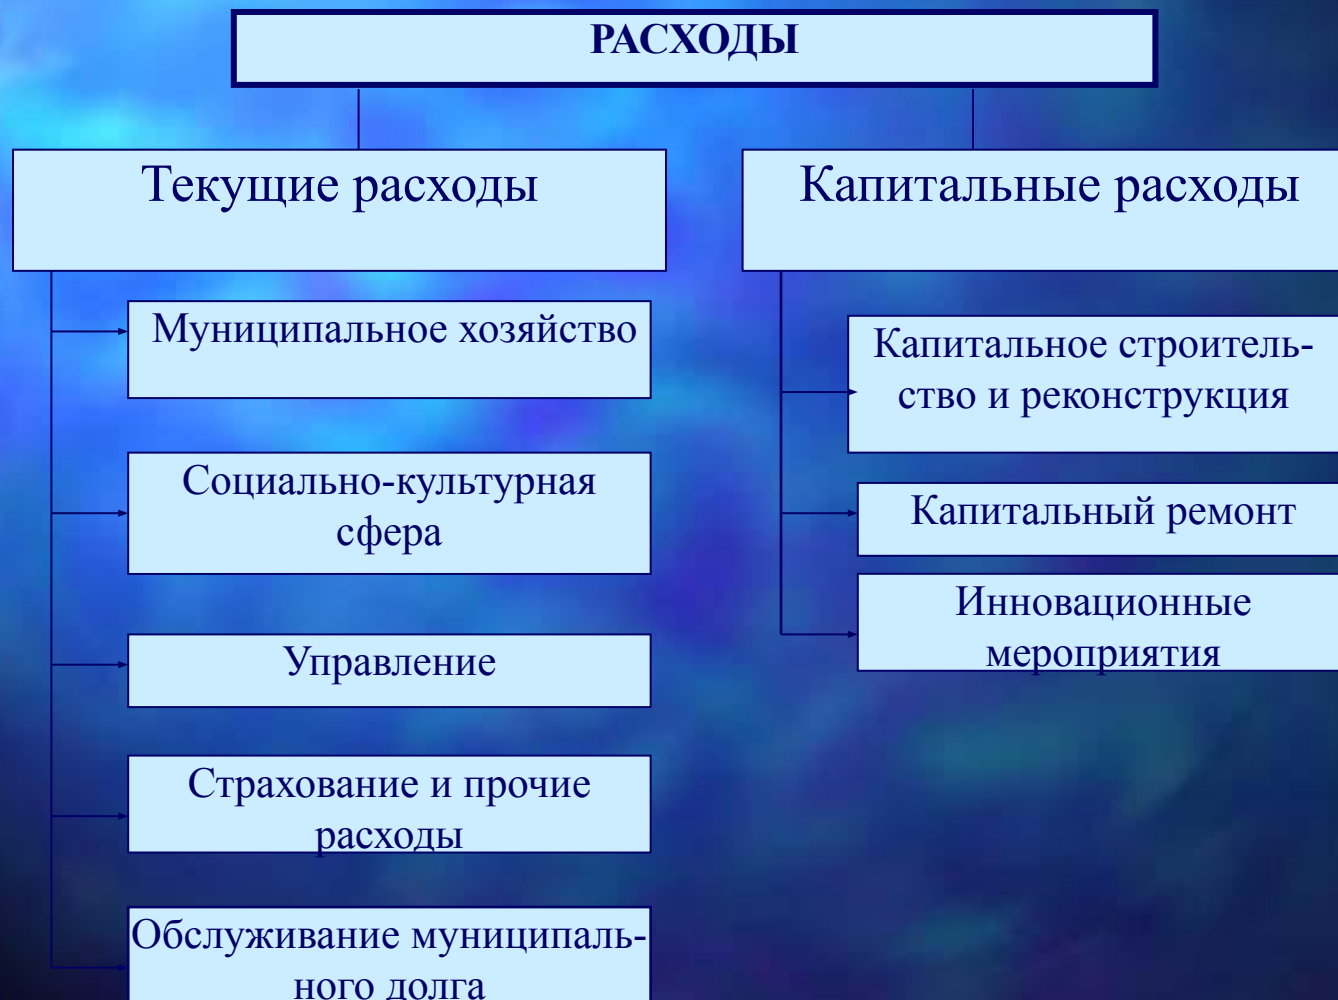 РАСХОДЫ
Текущие расходы
Муниципальное хозяйство
Социально-культурная
сфера
Управление
Страхование и прочие
расходы
Обслуживание муниципаль-
ного долга
Капитальные расходы
Капитальное строитель-
ство и реконструкция
Капитальный ремонт
Инновационные
мероприятия